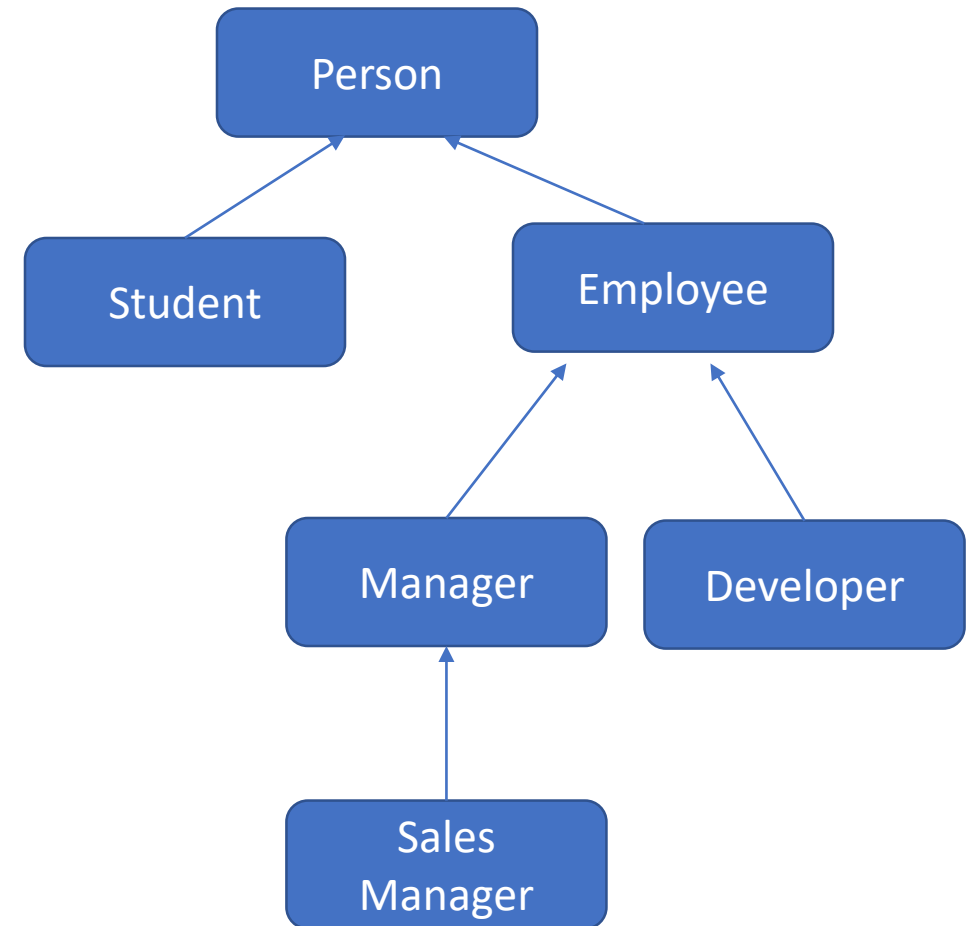 Person
Student
Employee
Manager
Developer
Sales
Manager